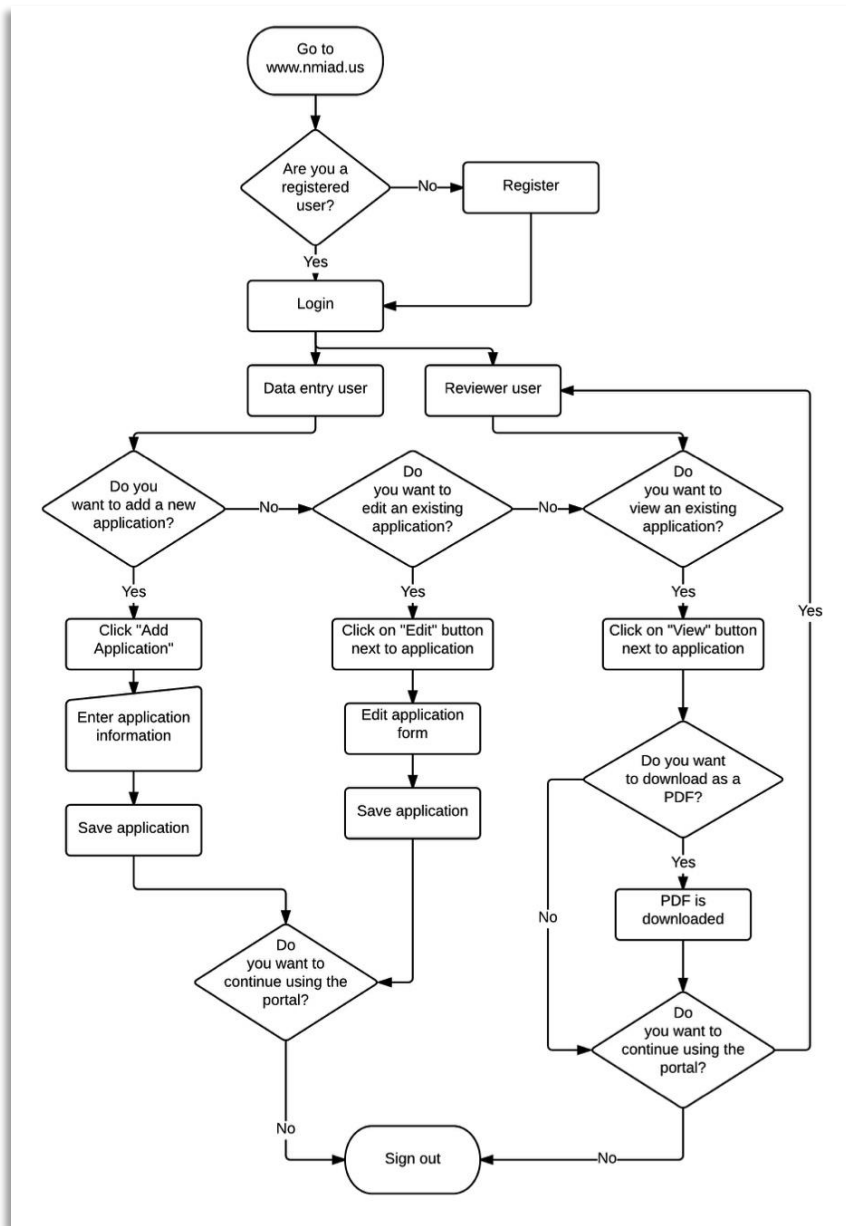 Go to
www.nmiad.us
Are you a
registered
user?
No
Register
Yes
Login
Data entry user
Reviewer user
Do you
want to add a new
application?
No
Do
you want to
edit an existing
application?
No
Do
you want to
view an existing
application?
Yes
Yes
Yes
Yes
Click "Add
Application"
Click on "Edit" button
next to application
Click on "View" button
next to application
Enter application
information
Edit application
form
Do you want
to download as a
PDF?
Save application
Save application
Yes
No
PDF is
downloaded
Do
you want to
continue using the
portal?
Do
you want to
continue using the
portal?
No
Sign out
No